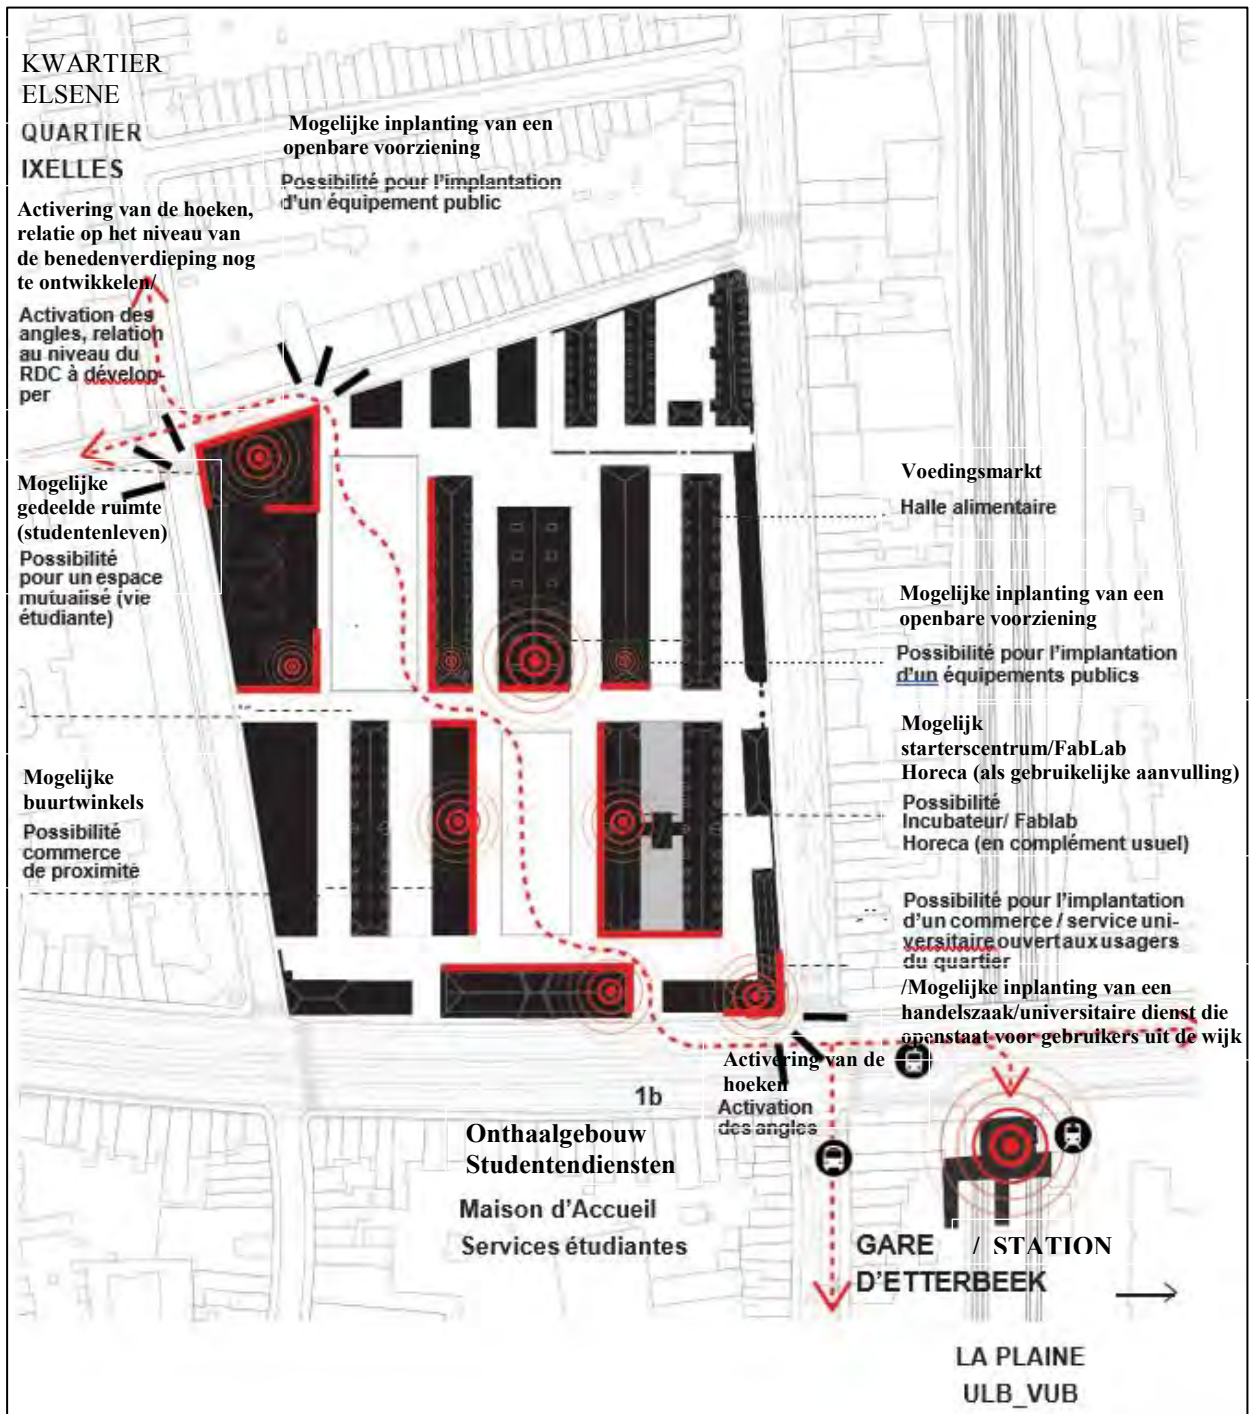 KWARTIER
ELSENE
QUARTIER
IXELLES
Mogelijke inplanting van een
openbare voorziening
Possibilité pour l'implantation
d'un équipement public
Activering van de hoeken,
relatie op het niveau van
de benedenverdieping nog
te ontwikkelen/
Activation des
angles, relation
au niveau du
RDC à dévelop-
per
Mogelijke
gedeelde ruimte
(studentenleven)
Possibilité
pour un espace
mutualisé (vie
étudiante)
Mogelijke
buurtwinkels
Possibilité
commerce
de proximité
Voedingsmarkt
Halle alimentaire
Mogelijke inplanting van een
openbare voorziening
Possibilité pour l'implantation
d'un équipements publics
Mogelijk
starterscentrum/FabLab
Horeca (als gebruikelijke aanvulling)
Possibilité
Incubateur/ Fablab
Horeca (en complément usuel)
Possibilité pour l'implantation
d'un commerce / service uni-
versitaire ouvert aux usagers
du quartier
/Mogelijke inplanting van een
handelszaak/universitaire dienst die
openstaat voor gebruikers uit de wijk
Activering van de
hoeken
Activation
des angles
1b
Onthaalgebouw
Studentendiensten
Maison d'Accueil
Services étudiantes
GARE / STATION
D'ETTERBEEK
LA PLAINE
ULB_VUB